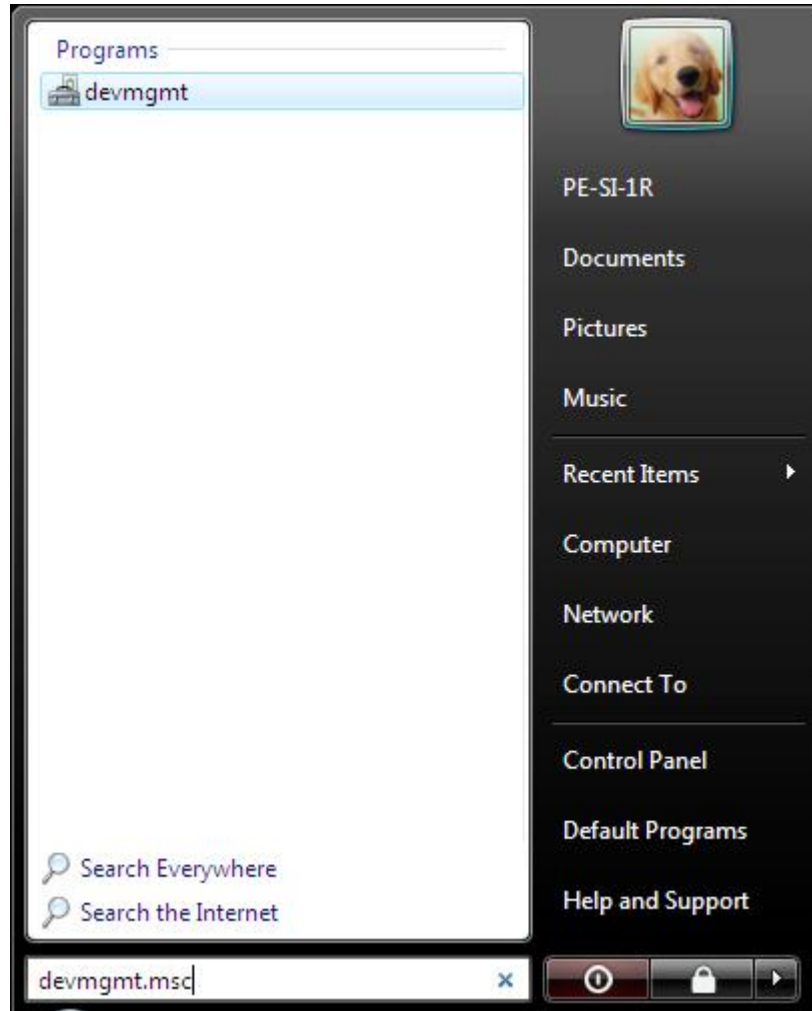 Programs
devmgmt
Search Everywhere
Search the Internet
devmgmt.msc
PE-SI-1R
Documents
Pictures
Music
Recent Items
Computer
Network
Connect To
Control Panel
Default Programs
Help and Support